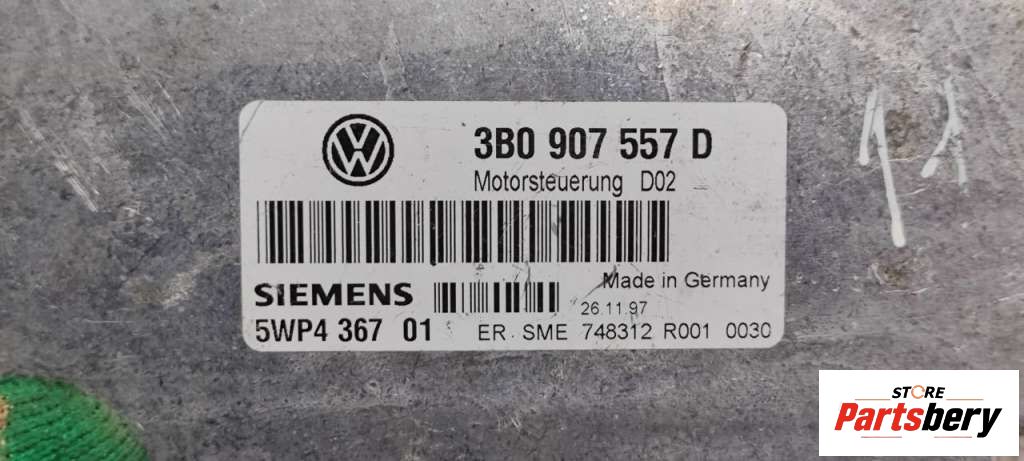 3B0 907 557 D
Motorsteuerung D02
Made in Germany
SIEMENS
26.11.97
5WP4 367 01
ER. SME 748312 R001 0030
11
STORE
Partsbery